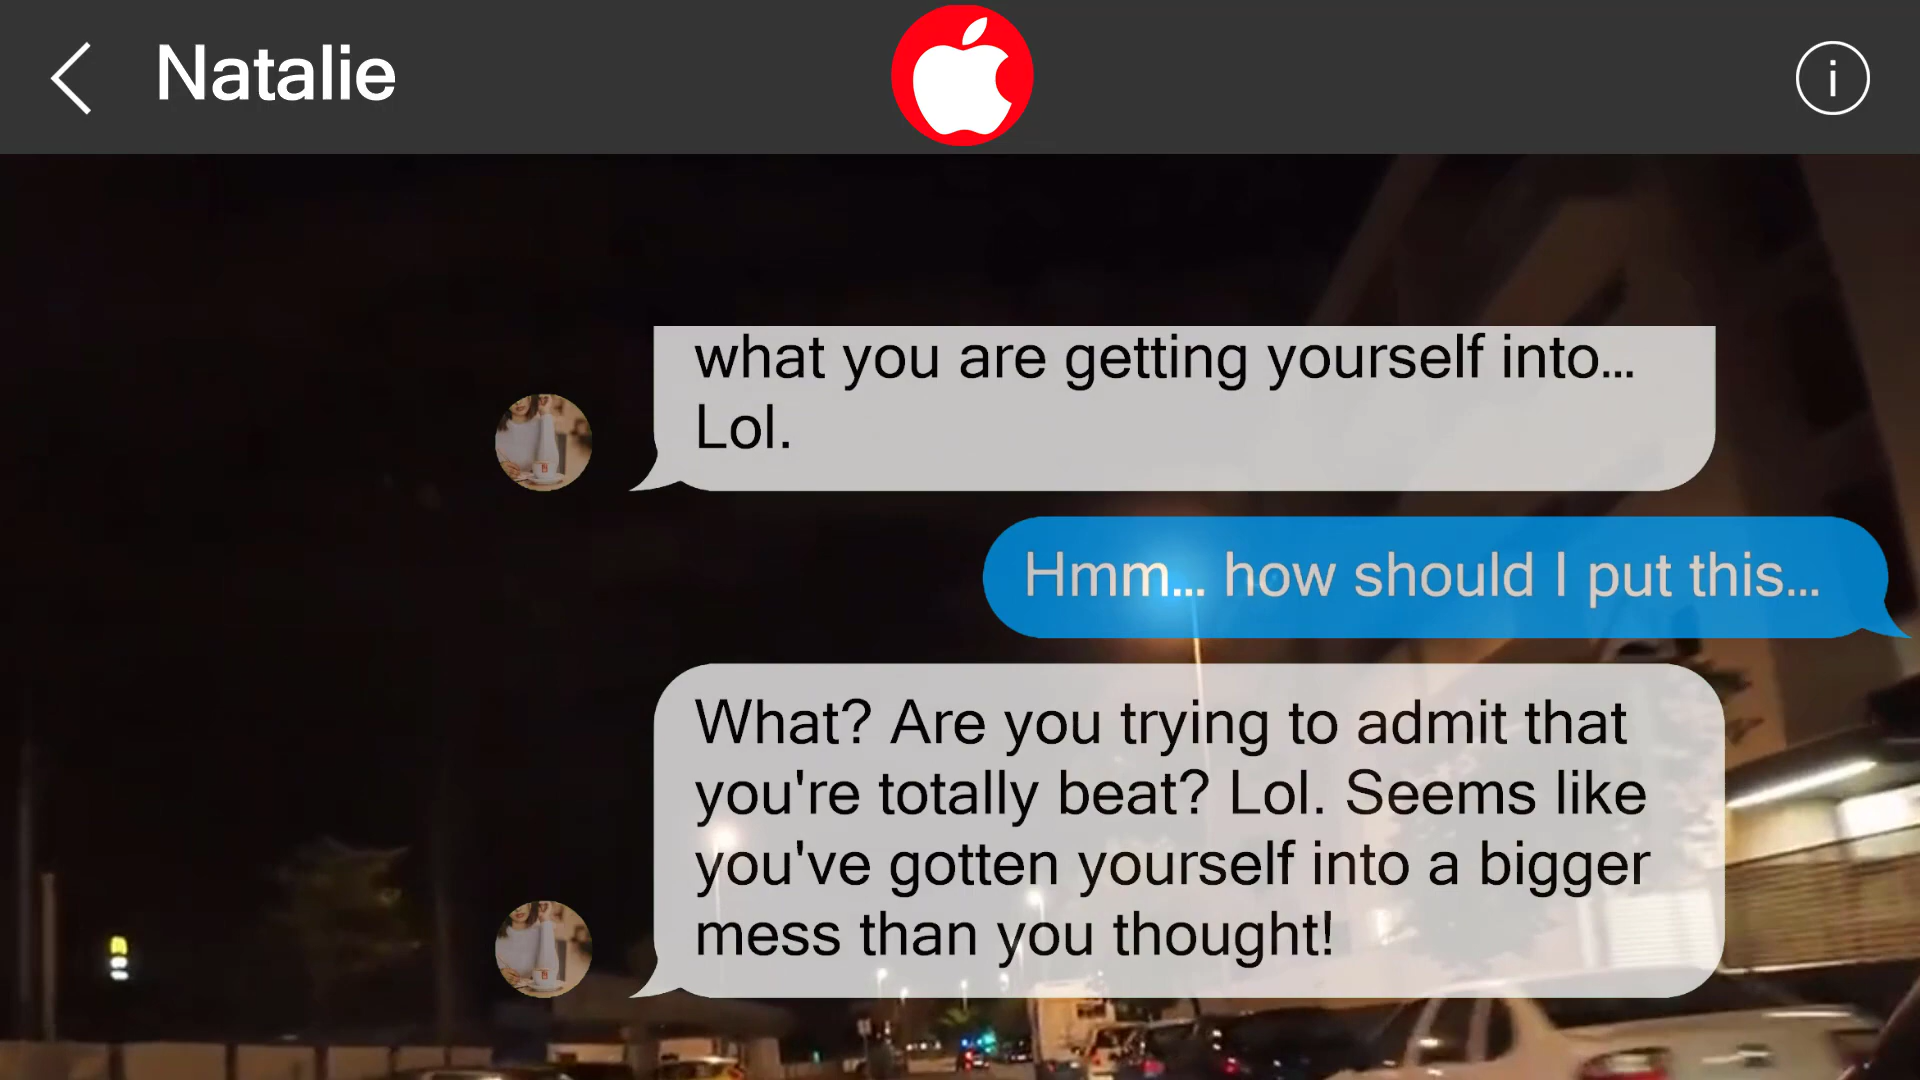 Natalie
what you are getting yourself into...
Lol.
Hmm... how should I put this...
What? Are you trying to admit that
you're totally beat? Lol. Seems like
you've gotten yourself into a bigger
mess than you thought!